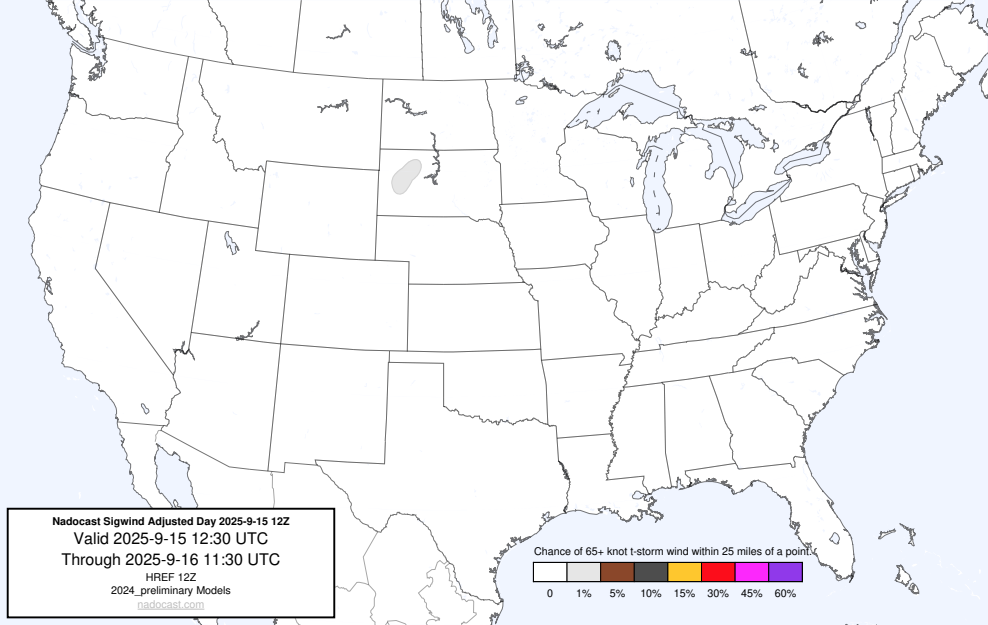 Nadocast Sigwind Adjusted Day 2025-9-15 12Z
Valid 2025-9-15 12:30 UTC
Through 2025-9-16 11:30 UTC
HREF 12Z
2024_preliminary Models
nadocast.com
Chance of 65+ knot t-storm wind within 25 miles of a point.
0 1% 5% 10% 15% 30% 45% 60%